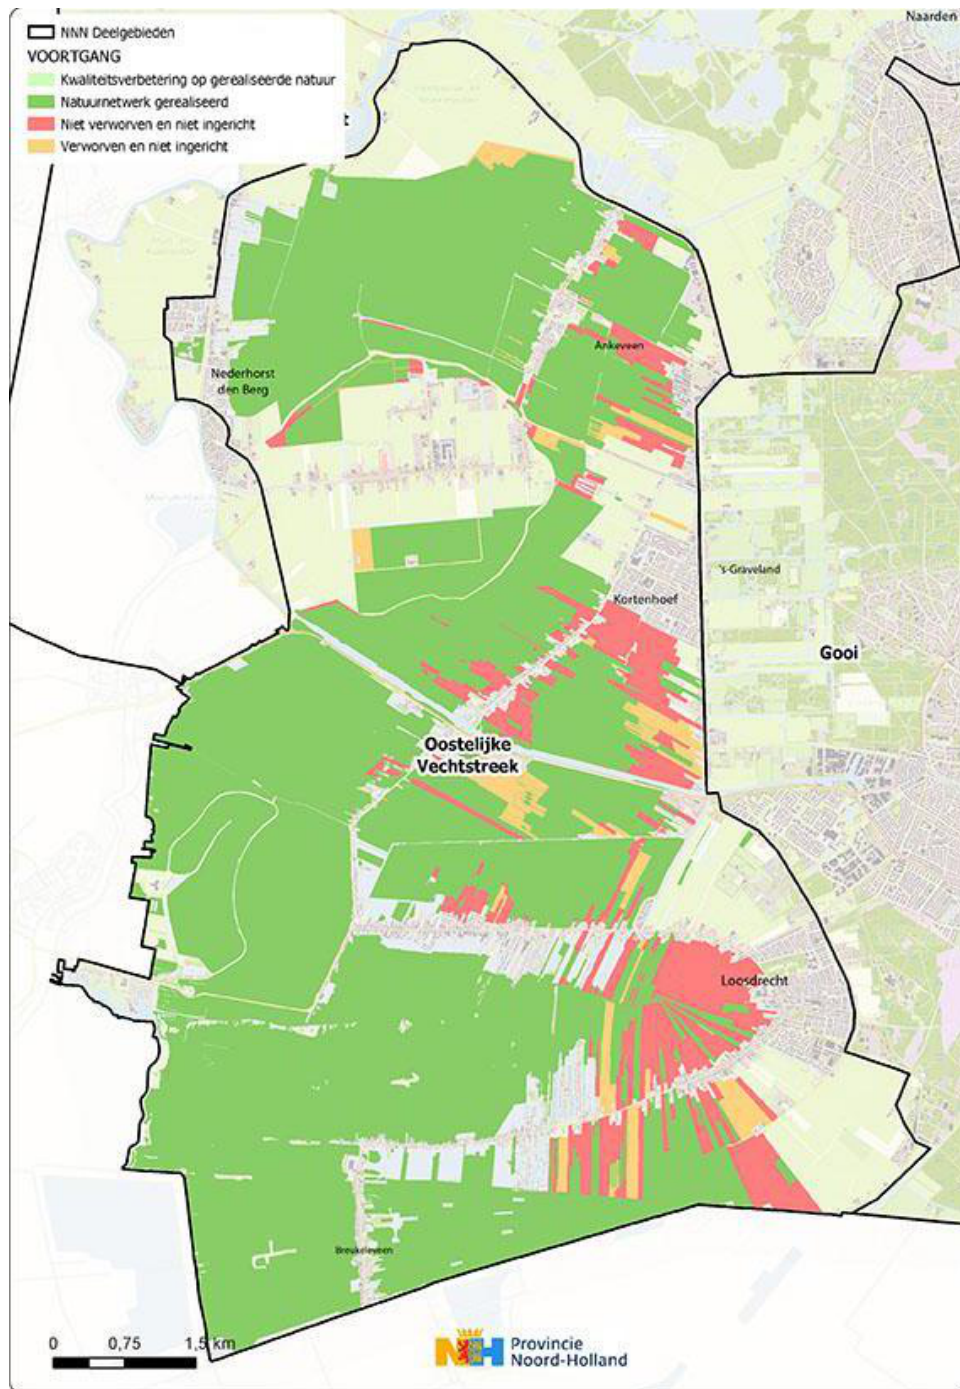 Naarden
NNN Deelgebieden
VOORTGANG
Kwaliteitsverbetering op gerealiseerde natuur
Natuurnetwerk gerealiseerd
Niet verworven en niet ingericht
t
Verworven en niet ingericht
Ankeveen
Nederhorst
den Berg
's-Graveland
Kortenhoef
Gooi
Oostelijke
Vechtstreek
Loosdrecht
Breukeleveen
0 0,75 1,5 km
NH Provincie
Noord-Holland